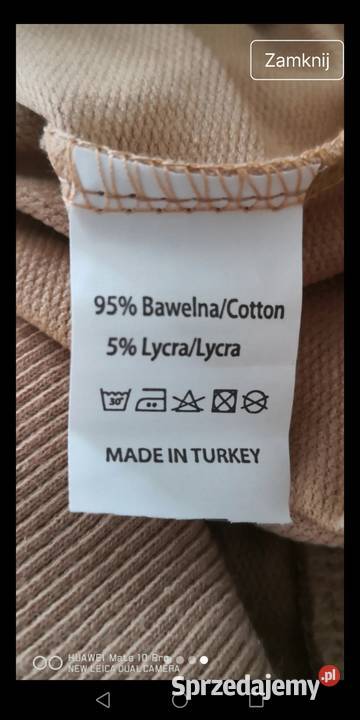 Zamknij
95% Bawelna/Cotton
5% Lycra/Lycra
30°
MADE IN TURKEY
HUAWEI Mate 10 Pro
NEW LEICA DUAL CAMERA
Sprzedajemy.pl